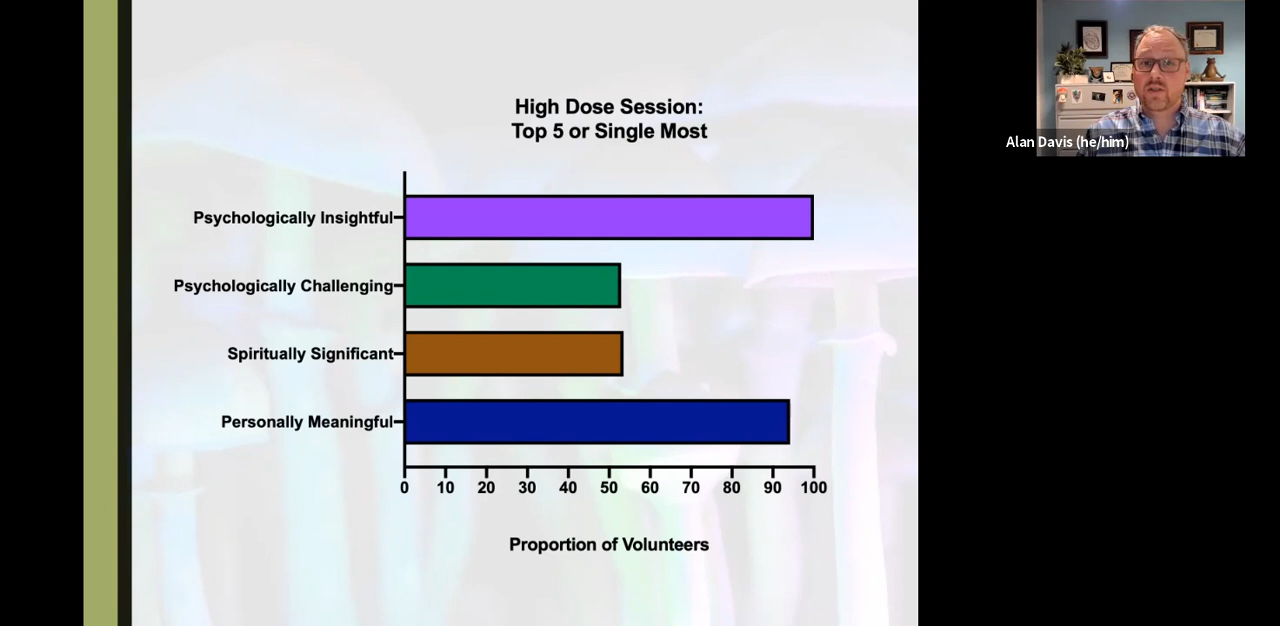 High Dose Session:
Top 5 or Single Most
Psychologically Insightful
Psychologically Challenging
Spiritually Significant
Personally Meaningful
0 10 20 30 40 50 60 70 80 90 100
Proportion of Volunteers
Alan Davis (he/him)